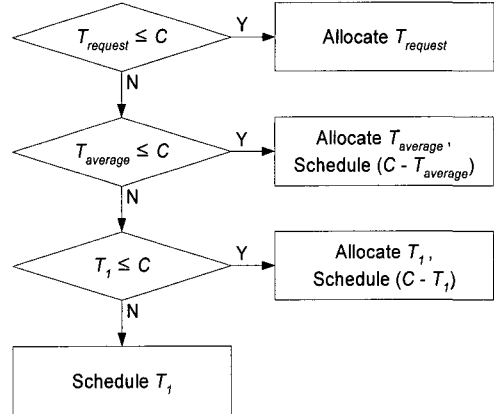 T_request ≤ C
Y
Allocate T_request
N
T_average ≤ C
Y
Allocate T_average,
Schedule (C - T_average)
N
T_1 ≤ C
Y
Allocate T_1,
Schedule (C - T_1)
N
Schedule T_1